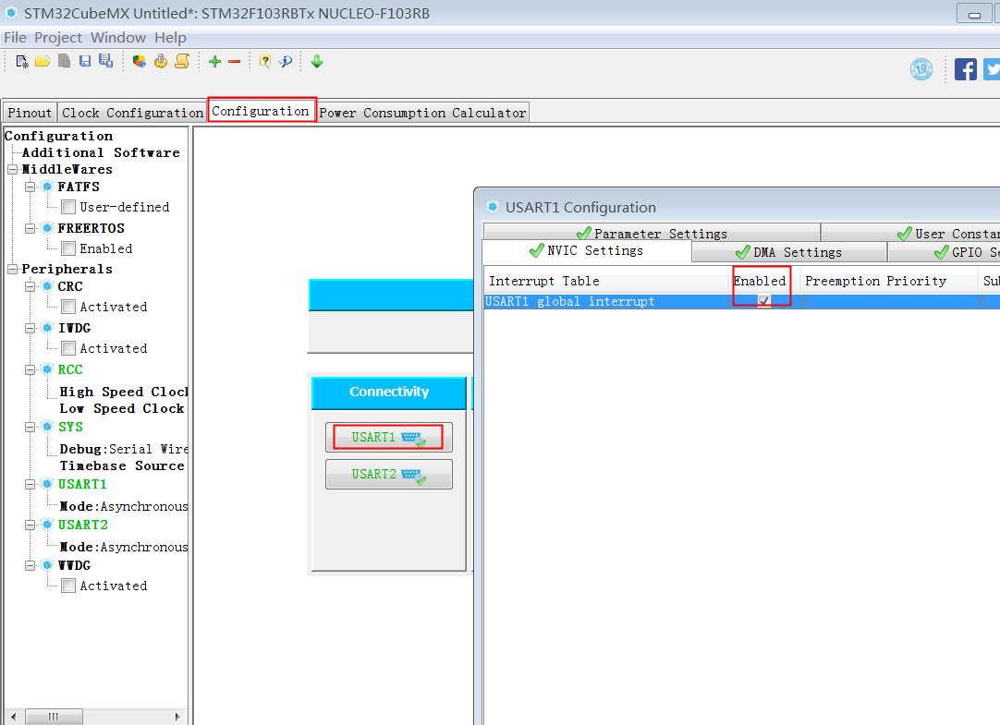 STM32CubeMX Untitled*: STM32F103RBTx NUCLEO-F103RB
File Project Window Help
10
Pinout Clock Configuration Configuration Power Consumption Calculator
Configuration
Additional Software
MiddleWares
FATFS
User-defined
FREERTOS
Enabled
Peripherals
CRC
Activated
IWDG
Activated
RCC
High Speed Clock
Low Speed Clock
SYS
Debug:Serial Wire
Timebase Source
USART1
Mode:Asynchronous
USART2
Mode:Asynchronous
WWDG
Activated
Connectivity
USART1
USART2
USART1 Configuration
Parameter Settings User Constan
NVIC Settings DMA Settings GPIO Se
Interrupt Table Enabled Preemption Priority Sub
USART1 global interrupt 0 0